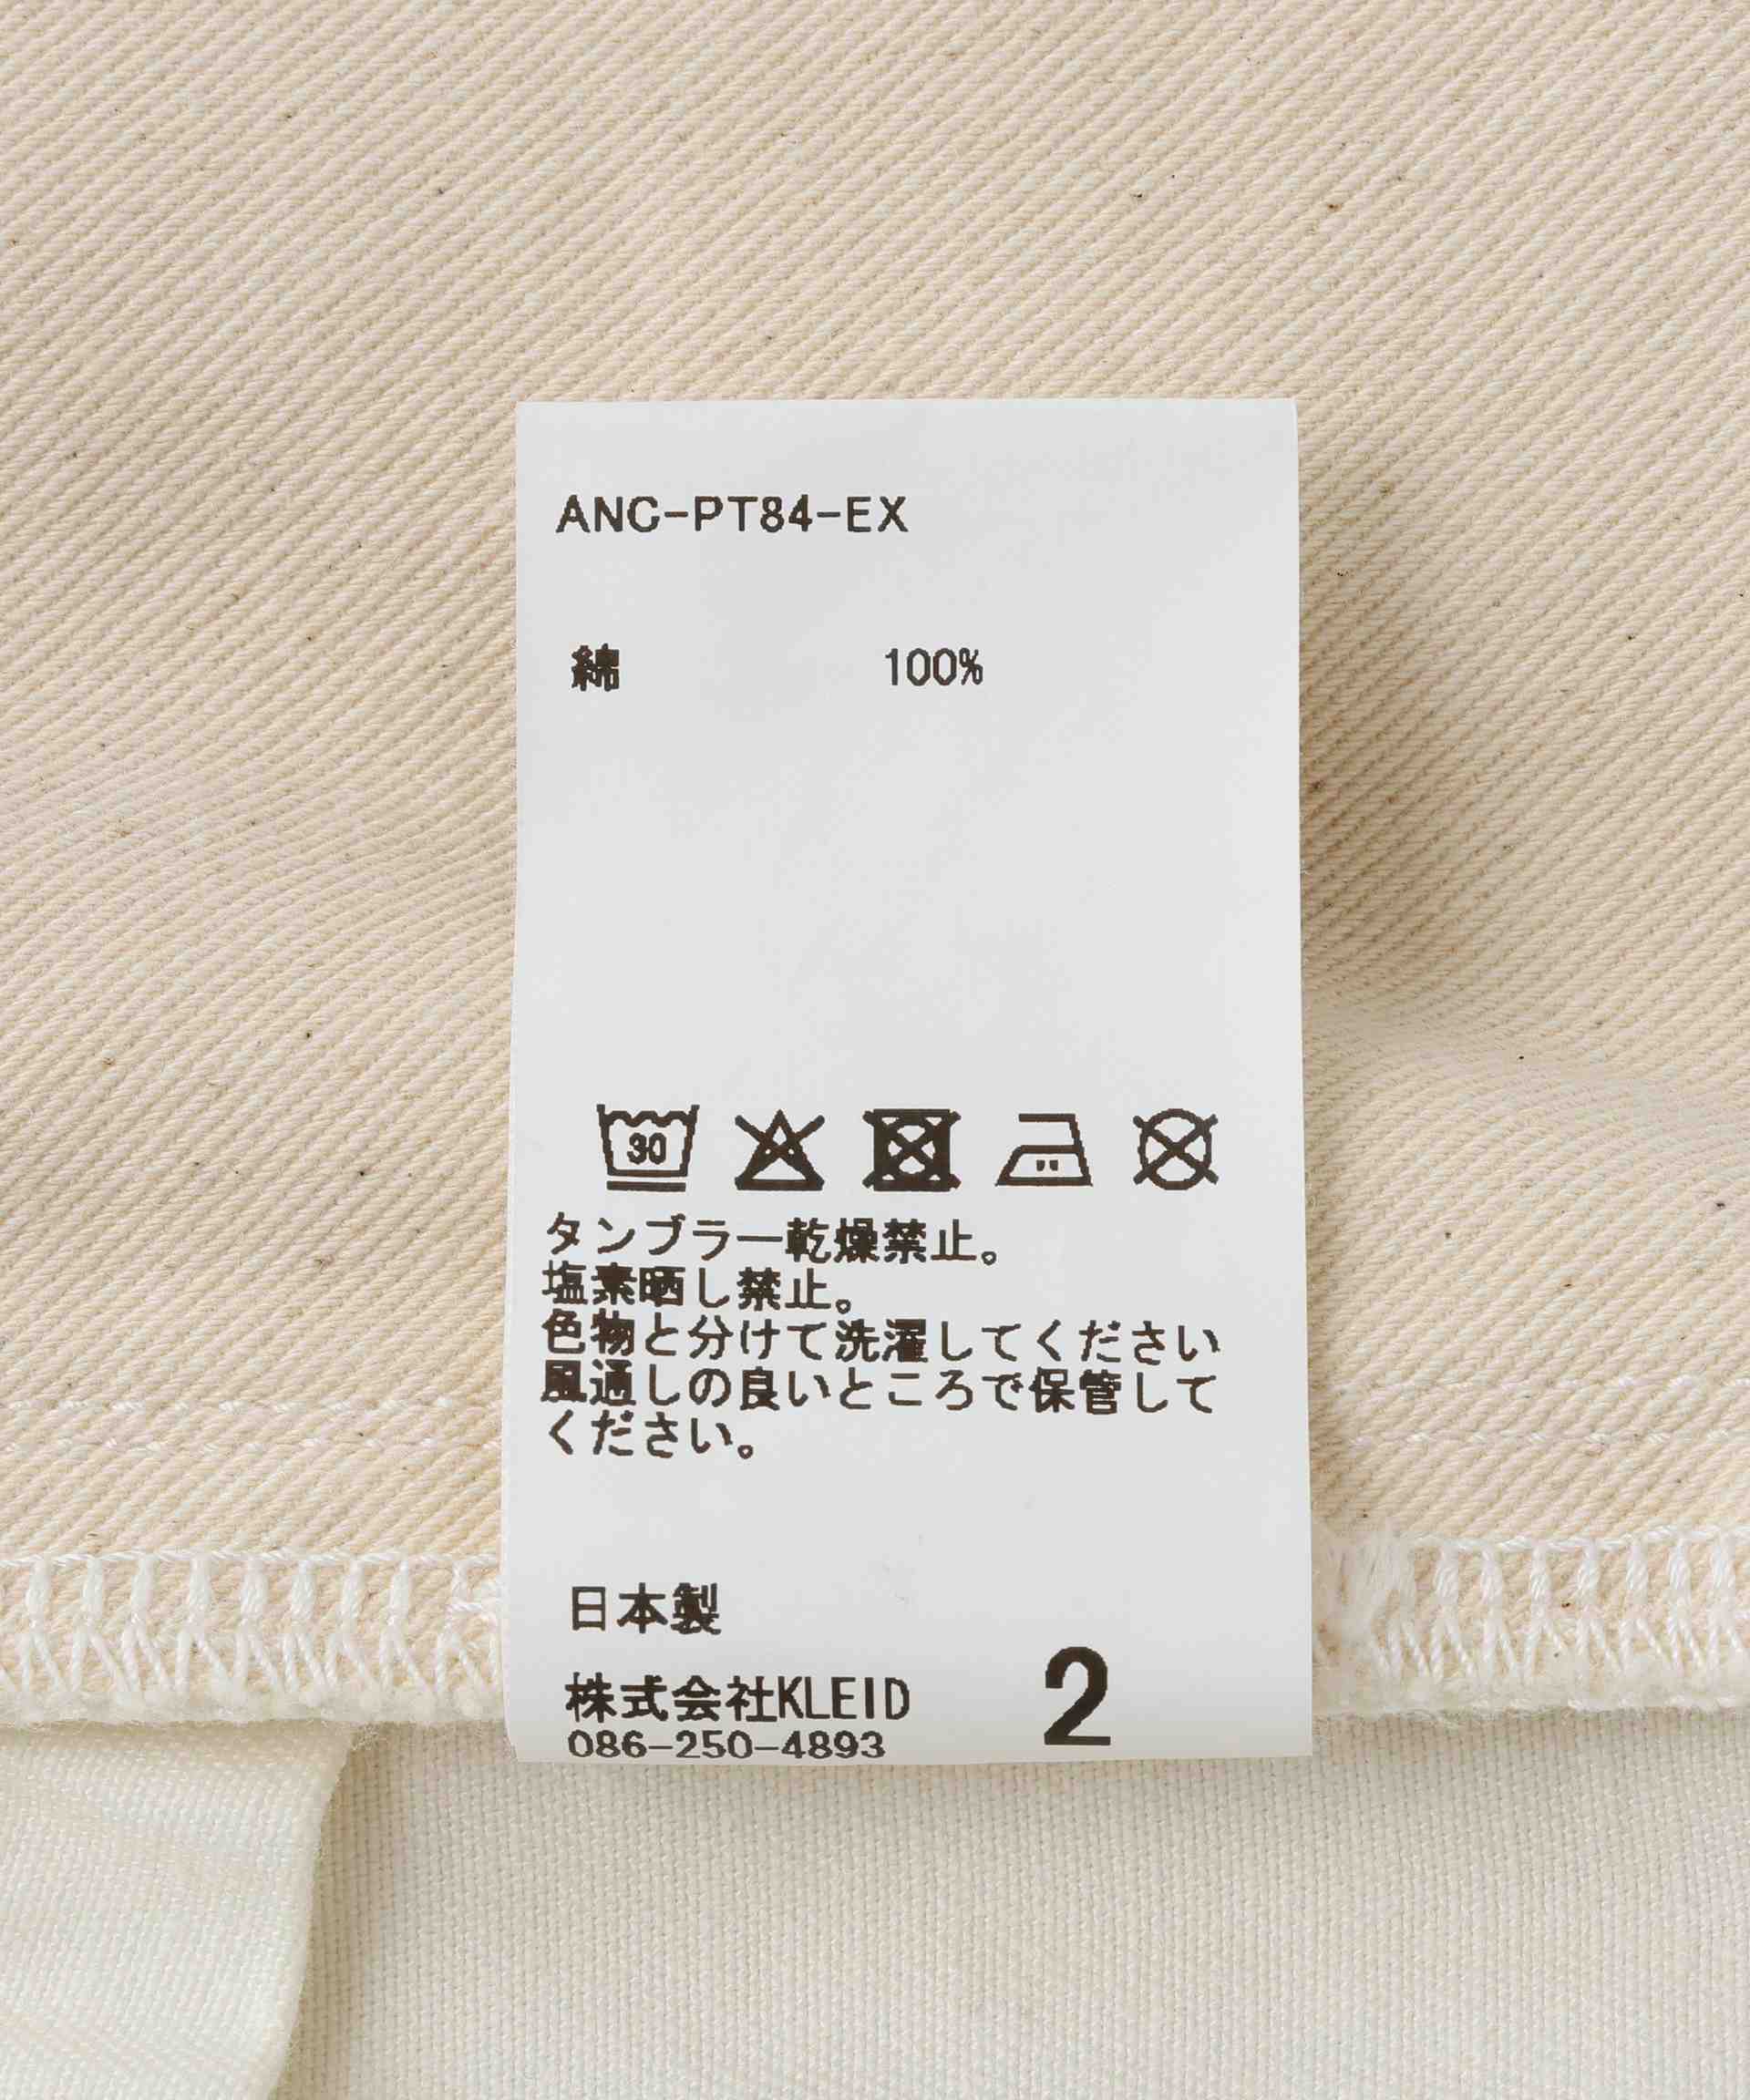 ANC-PT84-EX
綿 100%
30
タンブラー乾燥禁止。
塩素晒し禁止。
色物と分けて洗濯してください
風通しの良いところで保管して
ください。
日本製
株式会社KLEID
086-250-4893
2